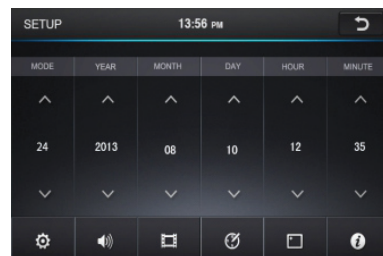 SETUP 13:56 PM
MODE YEAR MONTH DAY HOUR MINUTE
24 2013 08 10 12 35